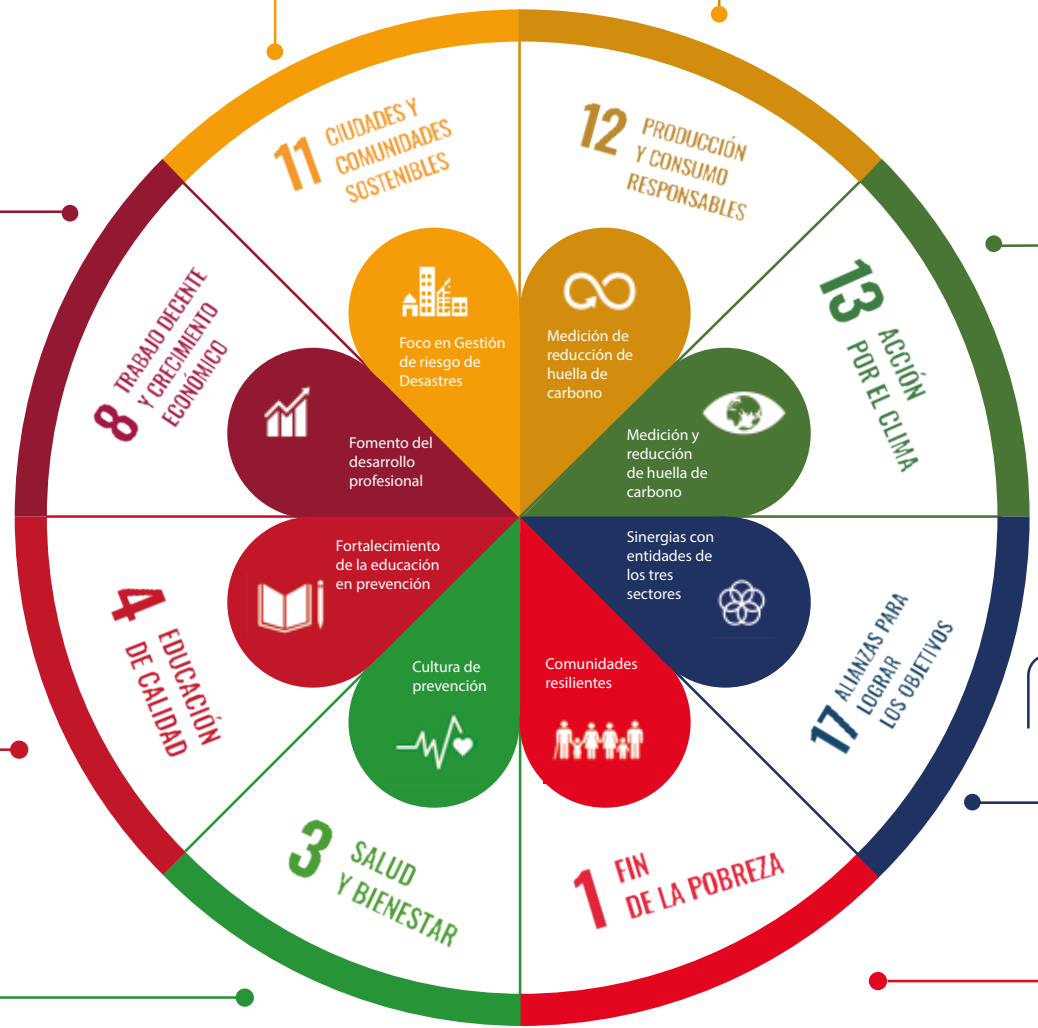 11
CIUDADES Y
COMUNIDADES
SOSTENIBLES
12
PRODUCCIÓN
Y CONSUMO
RESPONSABLES
13
ACCIÓN
POR EL CLIMA
17
ALIANZAS PARA
LOGRAR
LOS OBJETIVOS
1
FIN
DE LA POBREZA
3
SALUD
Y BIENESTAR
4
EDUCACIÓN
DE CALIDAD
8
TRABAJO DECENTE
Y CRECIMIENTO
ECONÓMICO
Foco en Gestión
de riesgo de
Desastres
Medición de
reducción de
huella de
carbono
Medición y
reducción
de huella de
carbono
Sinergias con
entidades de
los tres
sectores
Comunidades
resilientes
Cultura de
prevención
Fortalecimiento
de la educación
en prevención
Fomento del
desarrollo
profesional